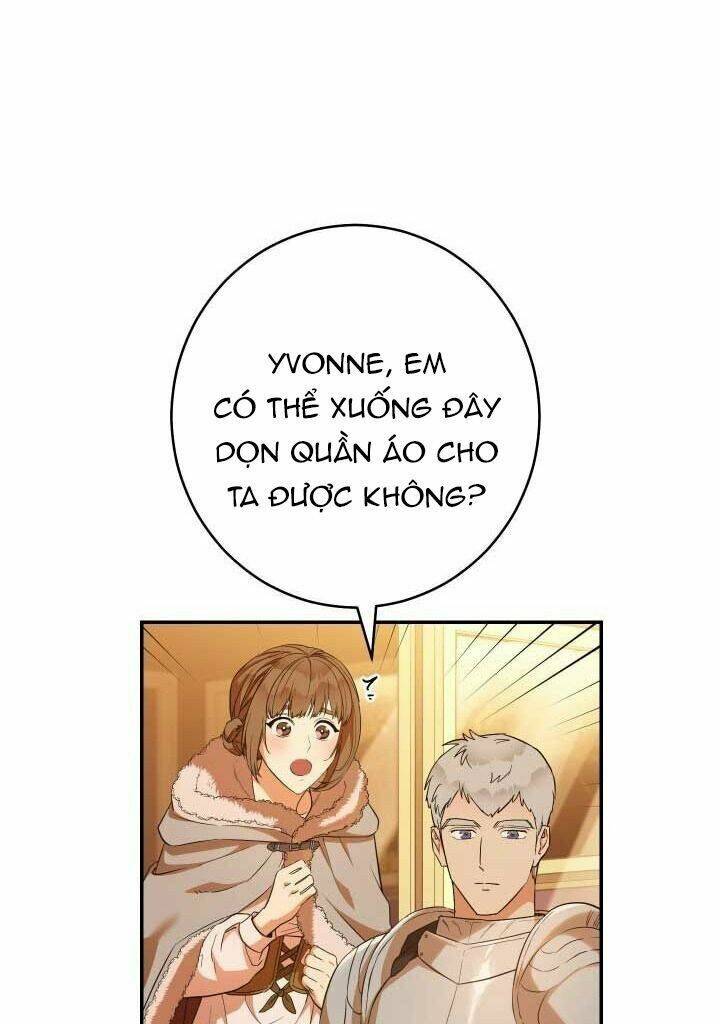 YVONNE, EM
CÓ THỂ XUỐNG ĐÂY
DỌN QUẦN ÁO CHO
TA ĐƯỢC KHÔNG?
?